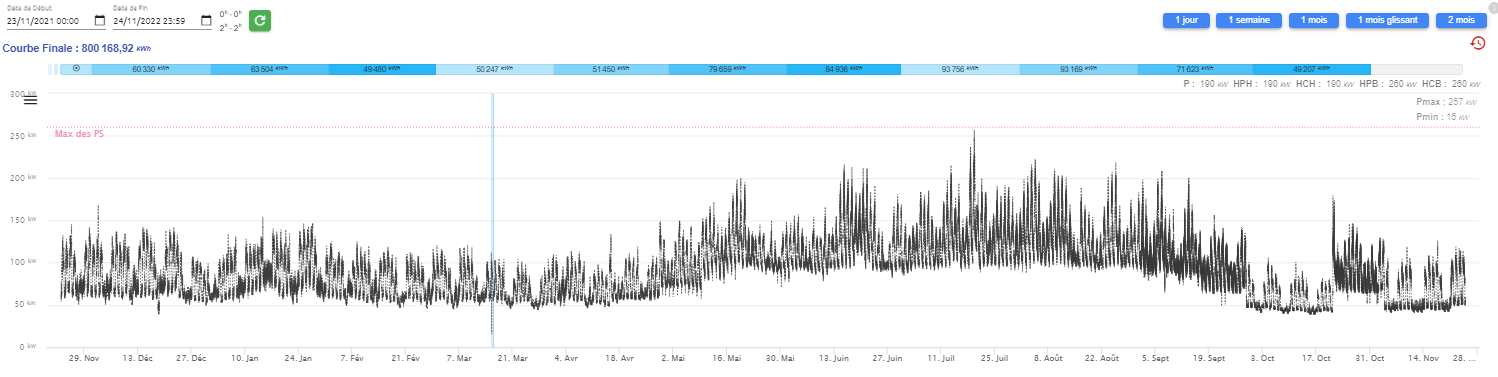 Date de Début
Date de Fin
23/11/2021 00:00
24/11/2022 23:59
0h - 0h
2h - 2h
1 jour
1 semaine
1 mois
1 mois glissant
2 mois
Courbe Finale : 800 168,92 kWh
60 330 kWh
63 504 kWh
49 480 kWh
50 247 kWh
51 450 kWh
79 659 kWh
84 936 kWh
93 756 kWh
93 169 kWh
71 623 kWh
49 207 kWh
P : 190 kW HPH : 190 kW HCH : 190 kW HPB : 260 kW HCB : 260 kW
Pmax : 257 kW
Pmin : 16 kW
Max des PS
300 kW
250 kW
200 kW
150 kW
100 kW
50 kW
0 kW
29. Nov
13. Déc
27. Déc
10. Jan
24. Jan
7. Fév
21. Fév
7. Mar
21. Mar
4. Avr
18. Avr
2. Mai
16. Mai
30. Mai
13. Juin
27. Juin
11. Juil
25. Juil
8. Août
22. Août
5. Sept
19. Sept
3. Oct
17. Oct
31. Oct
14. Nov
28. ...